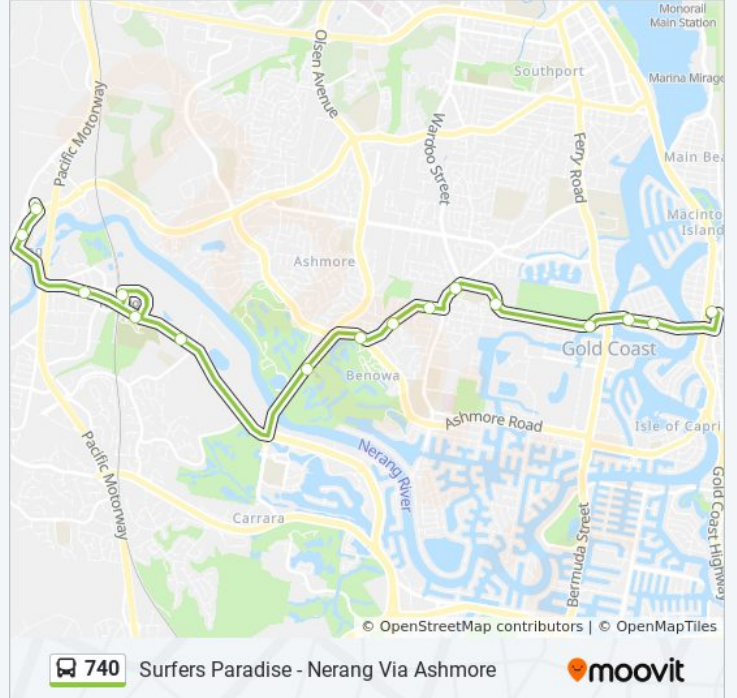 Monorail
Main Station
Olsen Avenue
Southport
Marina Mirage
Pacific Motorway
Wardoo Street
Ferry Road
Main Bea
Macinto
Island
Ashmore
Gold Coast
Benowa
Ashmore Road
Isle of Capri
Nerang River
Pacific Motorway
Gold Coast Highway
Carrara
Bermuda Street
© OpenStreetMap contributors | © OpenMapTiles
740 Surfers Paradise - Nerang Via Ashmore
moovit